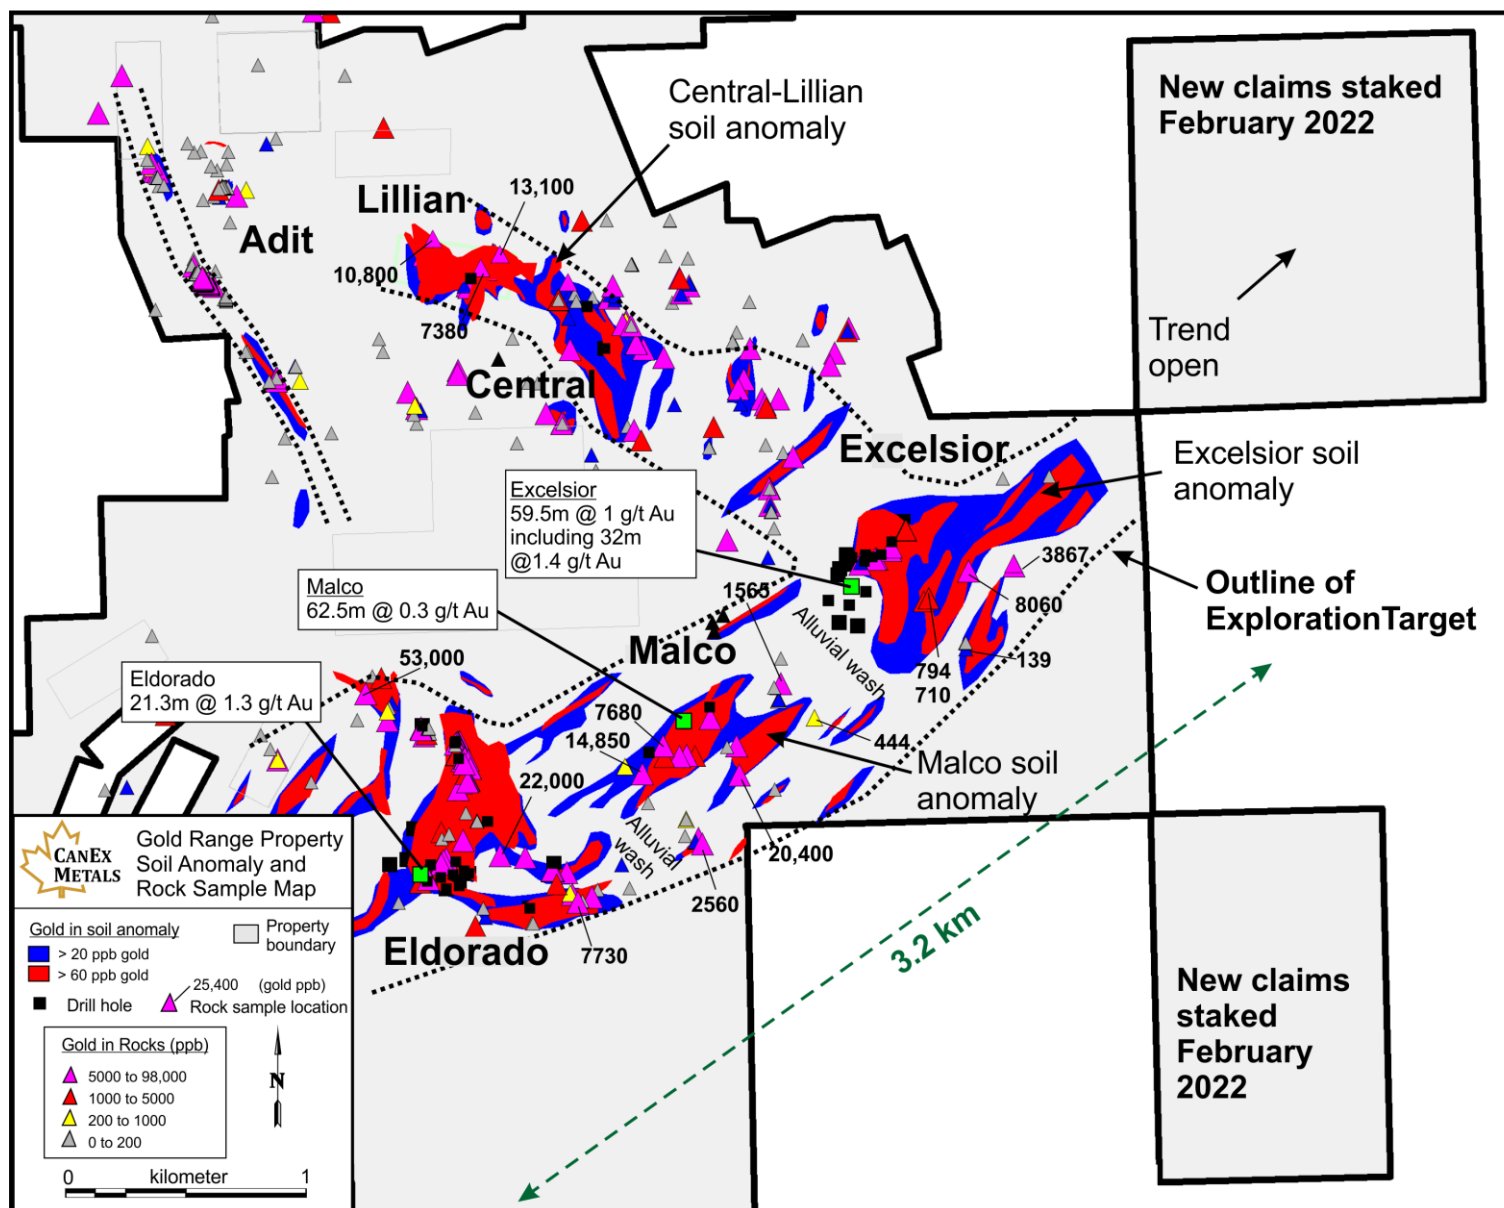 New claims staked
February 2022
Central-Lillian
soil anomaly
Lillian
13,100
Adit
10,800
7380
Trend
open
Central
Excelsior
Excelsior soil
anomaly
Excelsior
59.5m @ 1 g/t Au
including 32m
@1.4 g/t Au
Malco
62.5m @ 0.3 g/t Au
1565
3867
8060
Outline of
ExplorationTarget
Alluvial wash
Malco
139
794
710
53,000
Eldorado
21.3m @ 1.3 g/t Au
7680
14,850
444
Malco soil
anomaly
22,000
Alluvial
wash
20,400
2560
7730
Eldorado
3.2 km
New claims
staked
February
2022
CANEX
METALS
Gold Range Property
Soil Anomaly and
Rock Sample Map
Gold in soil anomaly
> 20 ppb gold
> 60 ppb gold
Property
boundary
25,400 (gold ppb)
Drill hole
Rock sample location
Gold in Rocks (ppb)
5000 to 98,000
1000 to 5000
200 to 1000
0 to 200
N
0 kilometer 1